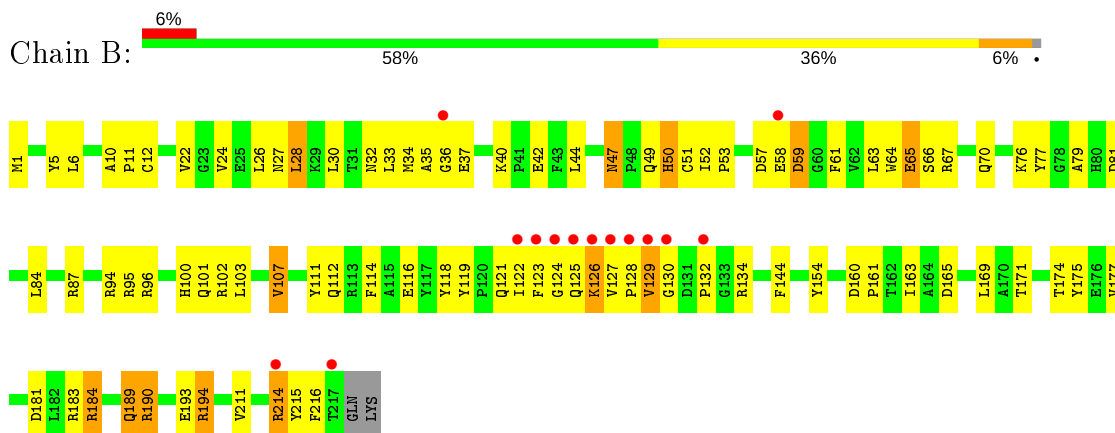 6%
Chain B:
58% 36% 6% •
M1 Y5 L6 A10 P11 C12 V22 G23 V24 E25 L26 N27 L28 K29 L30 T31 N32 L33 M34 A35 G36 E37 K40 P41 E42 F43 L44 N47 P48 Q49 H50 C51 I52 P53 D57 E58 D59 G60 F61 V62 L63 W64 E65 S66 R67 Q70 K76 Y77 G78 A79 H80 D81
L84 R87 R94 R95 R96 H100 Q101 R102 L103 V107 Y111 Q112 R113 F114 A115 E116 Y117 Y118 Y119 P120 Q121 I122 F123 G124 Q125 K126 V127 P128 V129 G130 D131 P132 G133 R134 F144 Y154 D160 P161 T162 I163 A164 D165 L169 A170 T171 T174 Y175 E176 V177
D181 L182 R183 R184 Q189 R190 E193 R194 V211 R214 Y215 F216 T217 GLN LYS